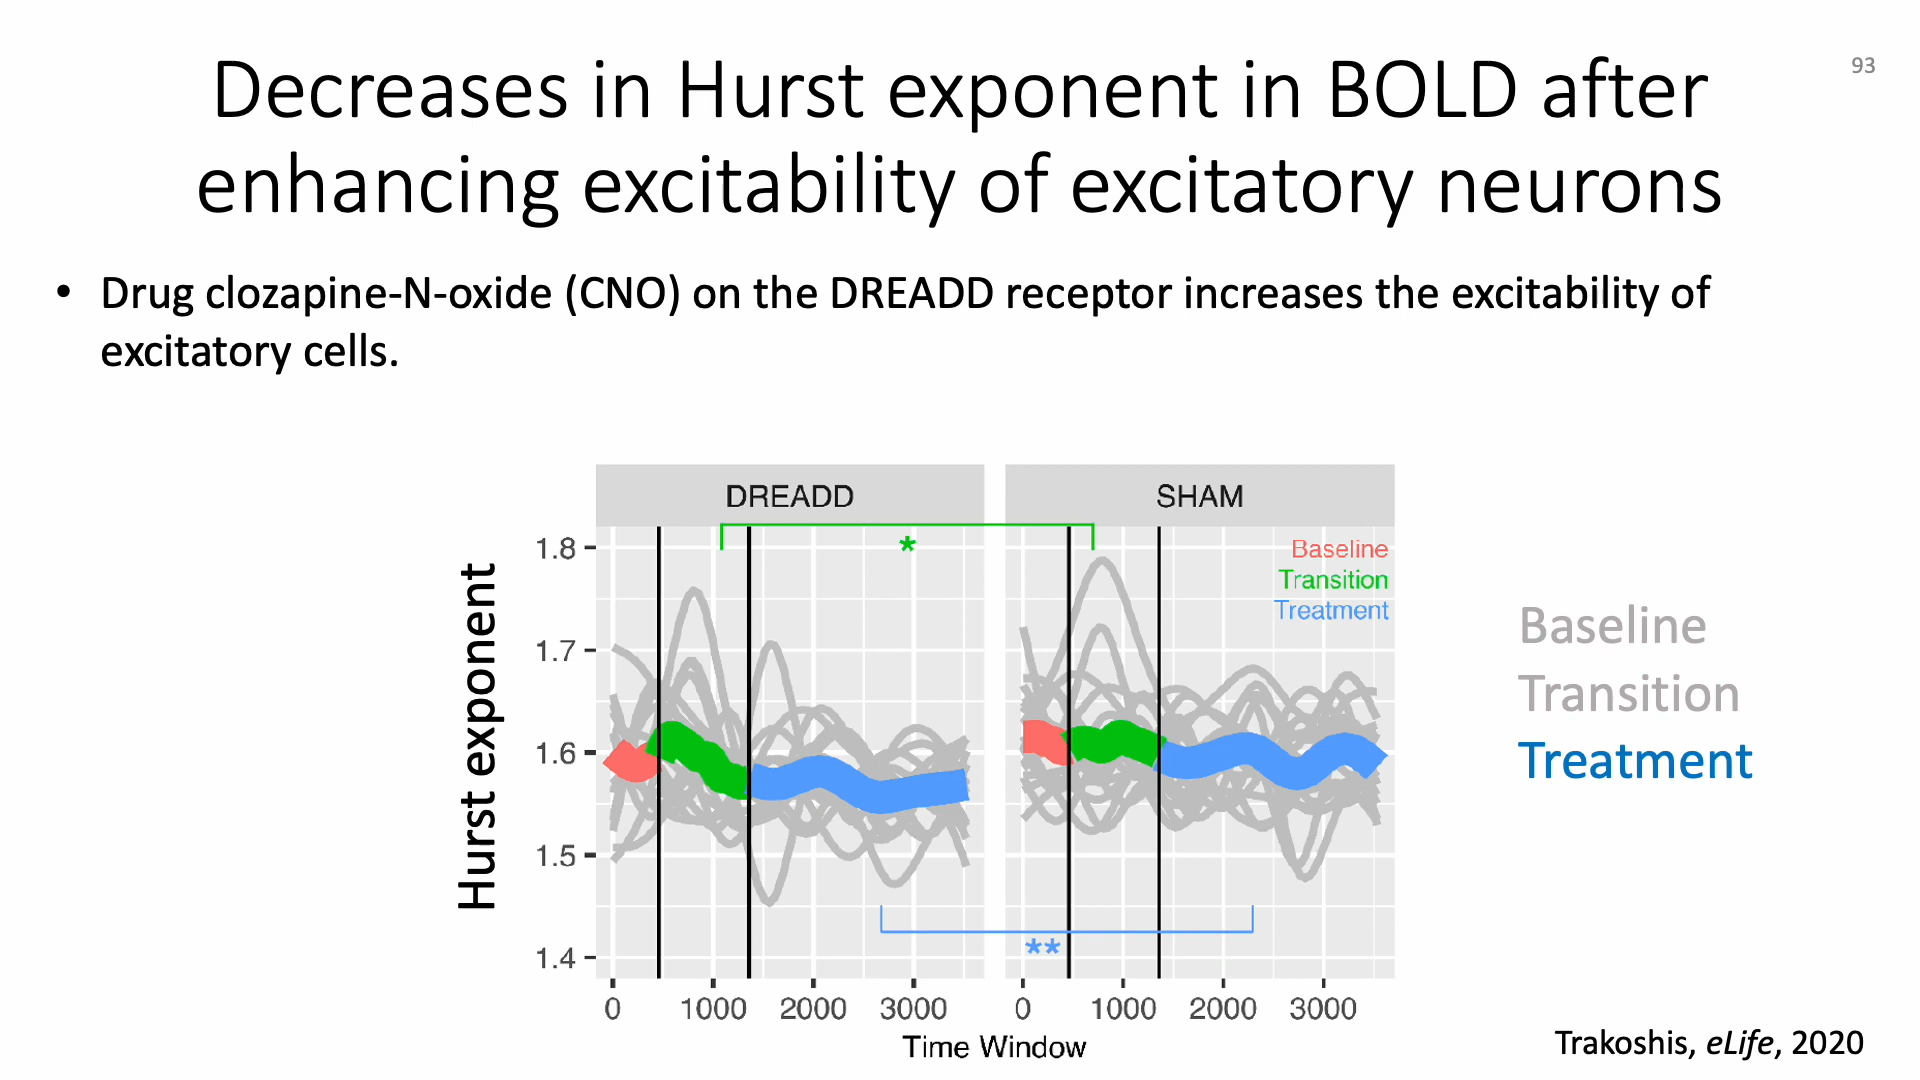 93
Decreases in Hurst exponent in BOLD after
enhancing excitability of excitatory neurons
• Drug clozapine-N-oxide (CNO) on the DREADD receptor increases the excitability of
excitatory cells.
DREADD
SHAM
*
Baseline
Transition
Treatment
Hurst exponent
1.8
1.7
1.6
1.5
1.4
**
0 1000 2000 3000
0 1000 2000 3000
Time Window
Baseline
Transition
Treatment
Trakoshis, eLife, 2020